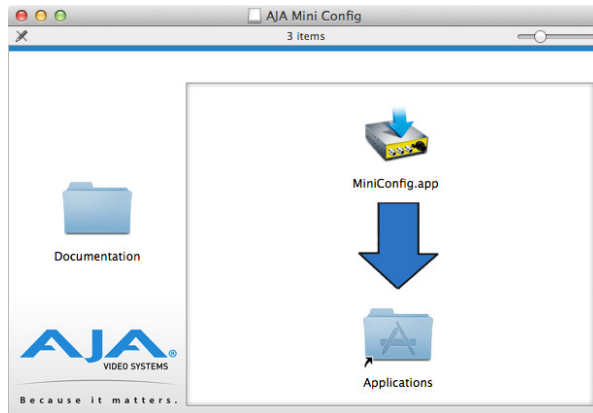 AJA Mini Config
3 items
MiniConfig.app
Documentation
AJA®
VIDEO SYSTEMS
Because it matters.
Applications